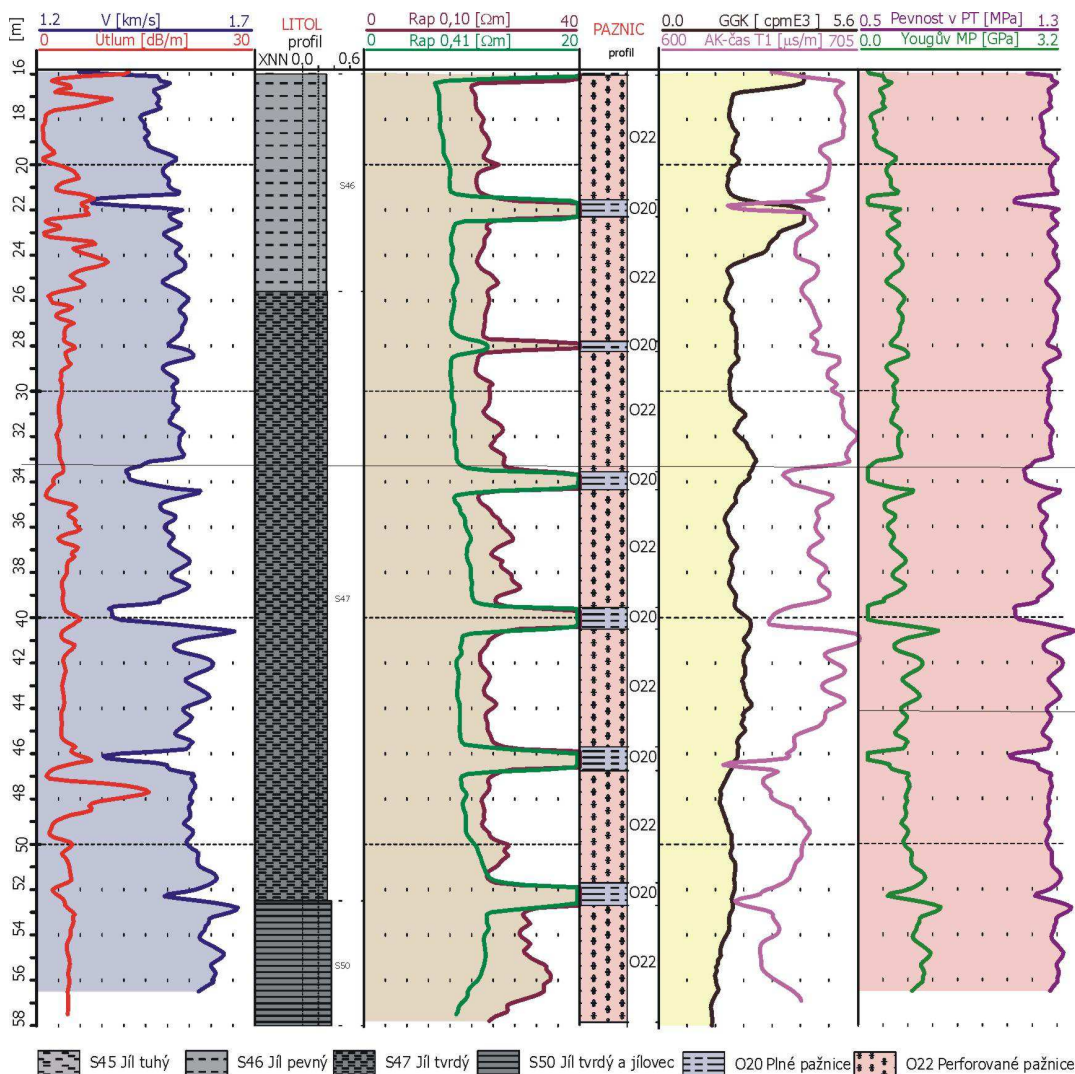 1.2 V [km/s] 1.7
0 Utlum [dB/m] 30
LITOL
profil
XNN 0,0 0,6
0 Rap 0,10 [Ωm] 40
0 Rap 0,41 [Ωm] 20
PAZNIC
profil
0.0 GGK [ cpmE3 ] 5.6
600 AK-čas T1 [µs/m] 705
0.5 Pevnost v PT [MPa] 1.3
0.0 Yougův MP [GPa] 3.2
[m]
16
18
20
22
24
26
28
30
32
34
36
38
40
42
44
46
48
50
52
54
56
58
S46
S47
S50
O22
O20
O22
O20
O22
O20
O22
O20
O22
O20
O22
O20
O22
S45 Jíl tuhý
S46 Jíl pevný
S47 Jíl tvrdý
S50 Jíl tvrdý a jílovec
O20 Plné pažnice
O22 Perforované pažnice